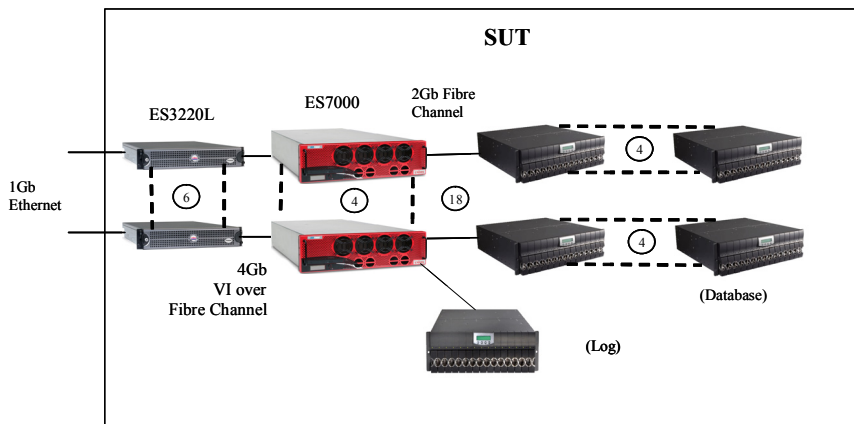 SUT
ES3220L
ES7000
2Gb Fibre
Channel
1Gb
Ethernet
6
4
18
4
4
4Gb
VI over
Fibre Channel
(Database)
(Log)